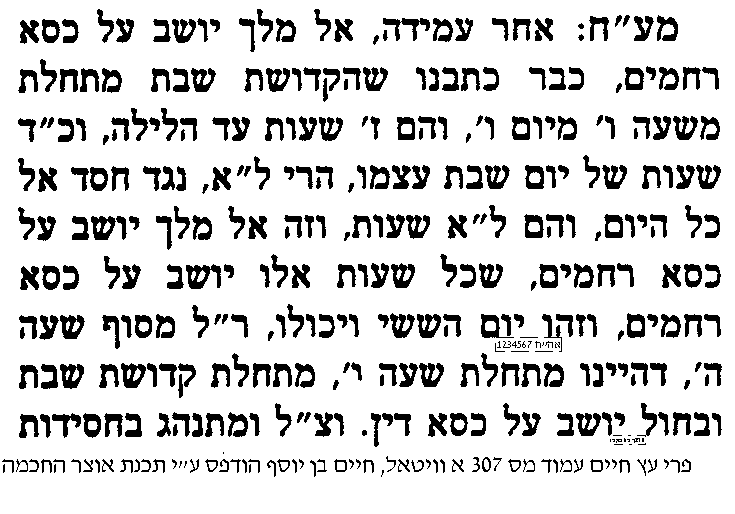 מע״ח: אחר עמידה, אל מלך יושב על כסא
רחמים, כבר כתבנו שהקדושת שבת מתחלת
משעה ו׳ מיום ו׳, והם ז׳ שעות עד הלילה, וכ״ד
שעות של יום שבת עצמו, הרי ל״א, נגד חסד אל
כל היום, והם ל״א שעות, וזה אל מלך יושב על
כסא רחמים, שכל שעות אלו יושב על כסא
רחמים, וזהו יום הששי ויכולו, ר״ל מסוף שעה
אה״ח 1234567
ה׳, דהיינו מתחלת שעה י׳, מתחלת קדושת שבת
ובחול יושב על כסא דין. וצ״ל ומתנהג בחסידות
פרי עץ חיים עמוד מס 307 א וויטאל, חיים בן יוסף הודפס ע״י תכנת אוצר החכמה